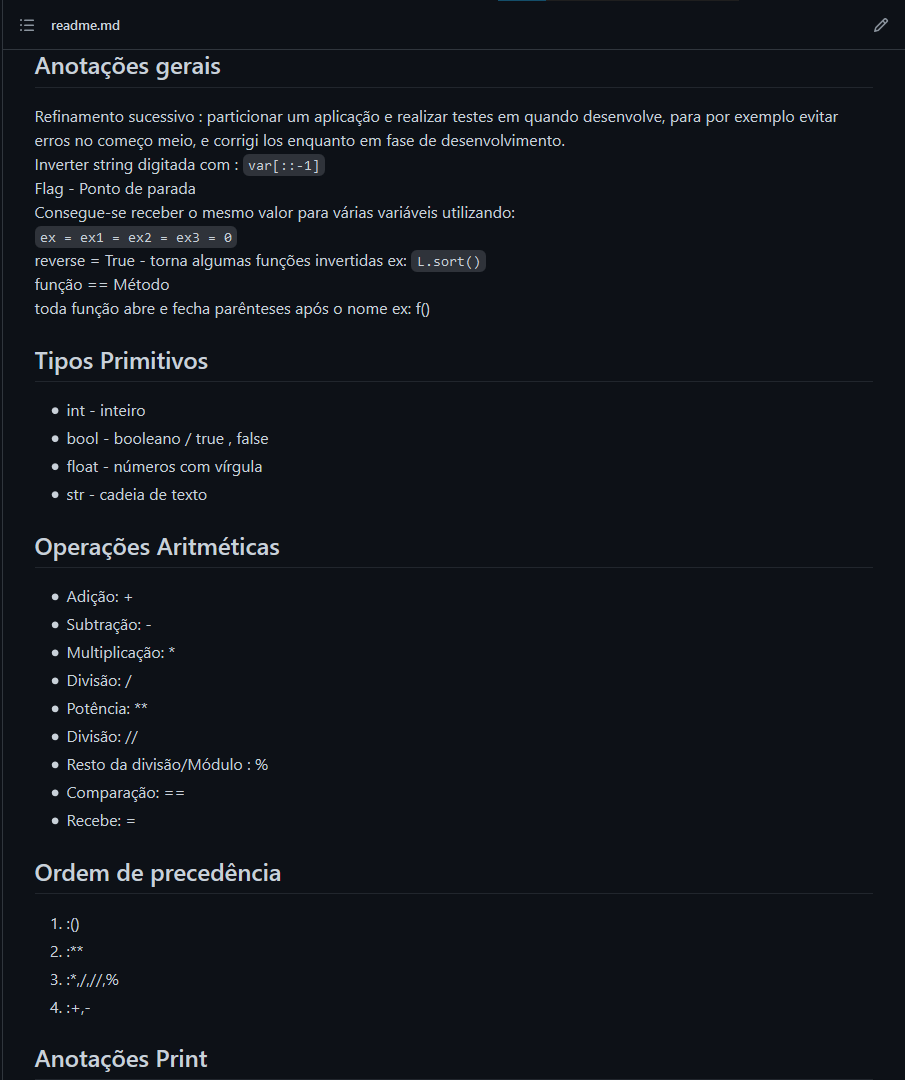 readme.md
Anotações gerais
Refinamento sucessivo : particionar um aplicação e realizar testes em quando desenvolve, para por exemplo evitar
erros no começo meio, e corrigi los enquanto em fase de desenvolvimento.
Inverter string digitada com : var[::-1]
Flag - Ponto de parada
Consegue-se receber o mesmo valor para várias variáveis utilizando:
ex = ex1 = ex2 = ex3 = 0
reverse = True - torna algumas funções invertidas ex: L.sort()
função == Método
toda função abre e fecha parênteses após o nome ex: f()
Tipos Primitivos
• int - inteiro
• bool - booleano / true , false
• float - números com vírgula
• str - cadeia de texto
Operações Aritméticas
• Adição: +
• Subtração: -
• Multiplicação: *
• Divisão: /
• Potência: **
• Divisão: //
• Resto da divisão/Módulo : %
• Comparação: ==
• Recebe: =
Ordem de precedência
1. :()
2. :**
3. :*,/,//,%
4. :+,-
Anotações Print